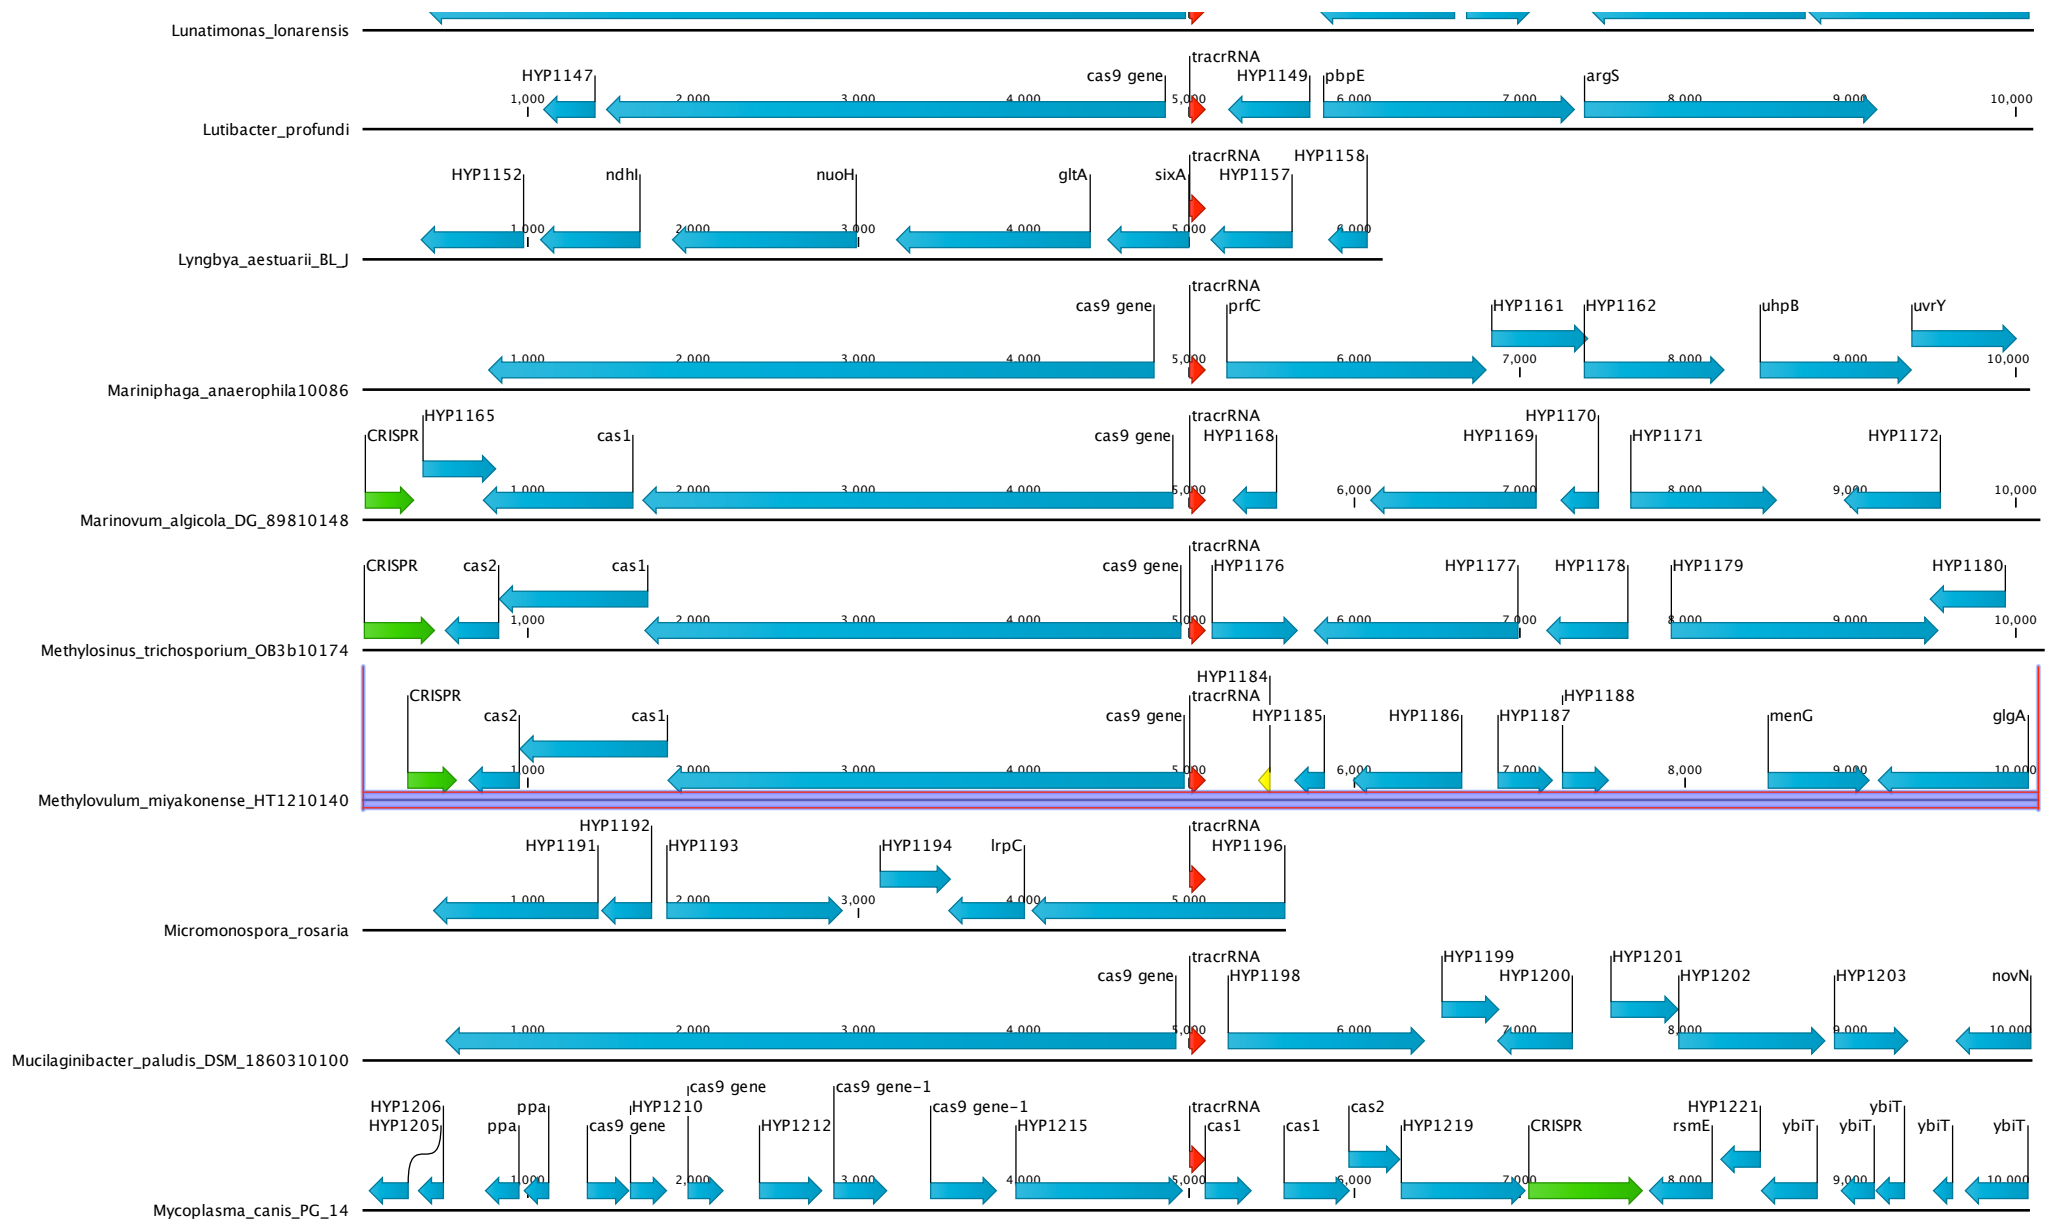 Lunatimonas_lonarensis
tracrRNA
HYP1147 cas9 gene HYP1149 pbpE argS
1,000 2,000 3,000 4,000 5,000 6,000 7,000 8,000 9,000 10,000
Lutibacter_profundi
tracrRNA HYP1158
HYP1152 ndhI nuoH gltA sixA HYP1157
1,000 2,000 3,000 4,000 5,000 6,000
Lyngbya_aestuarii_BL_J
tracrRNA
cas9 gene prfC HYP1161 HYP1162 uhpB uvrY
1,000 2,000 3,000 4,000 5,000 6,000 7,000 8,000 9,000 10,000
Mariniphaga_anaerophila10086
HYP1165 tracrRNA HYP1170
CRISPR cas1 cas9 gene HYP1168 HYP1169 HYP1171 HYP1172
1,000 2,000 3,000 4,000 5,000 6,000 7,000 8,000 9,000 10,000
Marinovum_algicola_DG_89810148
tracrRNA
CRISPR cas2 cas1 cas9 gene HYP1176 HYP1177 HYP1178 HYP1179 HYP1180
1,000 2,000 3,000 4,000 5,000 6,000 7,000 8,000 9,000 10,000
Methylosinus_trichosporium_OB3b10174
HYP1184
CRISPR tracrRNA HYP1188
cas2 cas1 cas9 gene HYP1185 HYP1186 HYP1187 menG glgA
1,000 2,000 3,000 4,000 5,000 6,000 7,000 8,000 9,000 10,000
Methylovulum_miyakonense_HT1210140
HYP1192 tracrRNA
HYP1191 HYP1193 HYP1194 lrpC HYP1196
1,000 2,000 3,000 4,000 5,000
Micromonospora_rosaria
tracrRNA HYP1199 HYP1201
cas9 gene HYP1198 HYP1200 HYP1202 HYP1203 novN
1,000 2,000 3,000 4,000 5,000 6,000 7,000 8,000 9,000 10,000
Mucilaginibacter_paludis_DSM_1860310100
cas9 gene cas9 gene-1
HYP1206 ppa HYP1210 cas9 gene-1 tracrRNA cas2 HYP1221 ybiT
HYP1205 ppa cas9 gene HYP1212 HYP1215 cas1 cas1 HYP1219 CRISPR rsmE ybiT ybiT ybiT ybiT
1,000 2,000 3,000 4,000 5,000 6,000 7,000 8,000 9,000 10,000
Mycoplasma_canis_PG_14